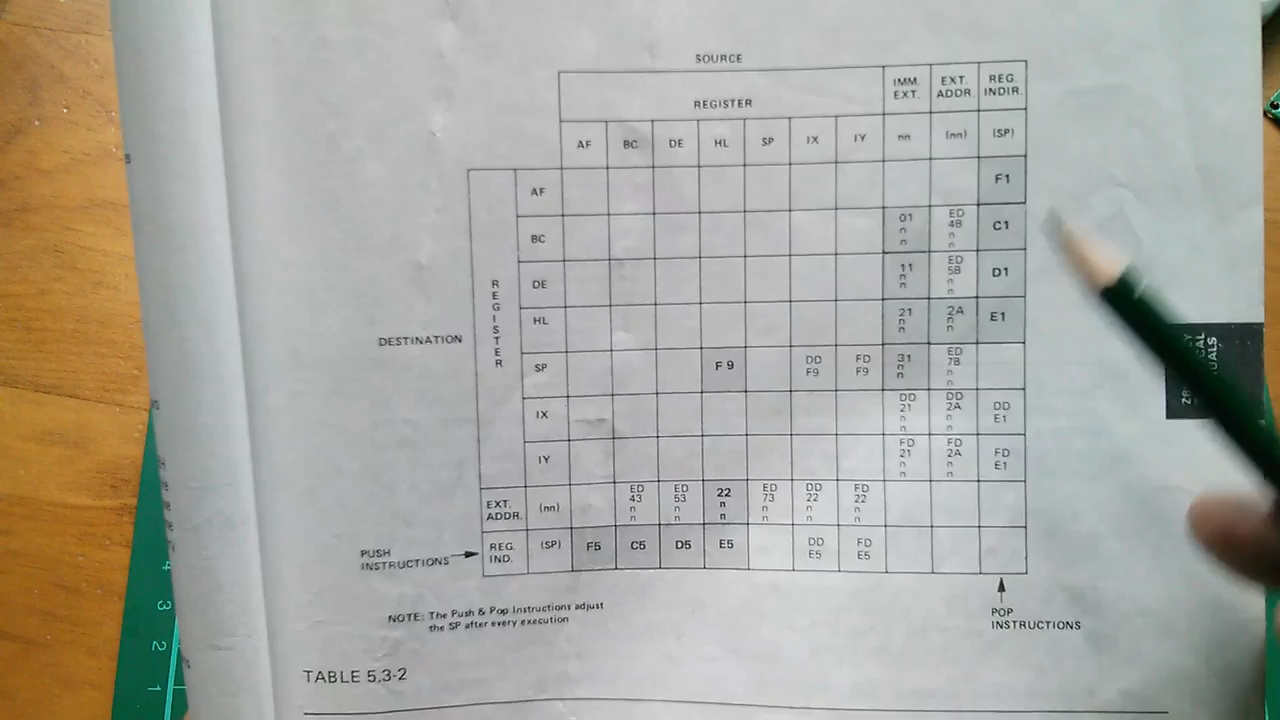 SOURCE
REGISTER
IMM. EXT.
EXT. ADDR.
REG. INDIR.
AF BC DE HL SP IX IY nn (nn) (SP)
DESTINATION
REGISTER
AF F1
BC 01 n n ED 4B n n C1
DE 11 n n ED 5B n n D1
HL 21 n n 2A n n E1
SP F9 DD F9 FD F9 31 n n ED 7B n n
IX DD 21 n n DD 2A n n DD E1
IY FD 21 n n FD 2A n n FD E1
EXT. ADDR. (nn) ED 43 n n ED 53 n n 22 n n ED 73 n n DD 22 n n FD 22 n n
PUSH INSTRUCTIONS
REG. IND. (SP) F5 C5 D5 E5 DD E5 FD E5
POP
INSTRUCTIONS
NOTE: The Push & Pop Instructions adjust
the SP after every execution
TABLE 5.3-2
4
3
2
1